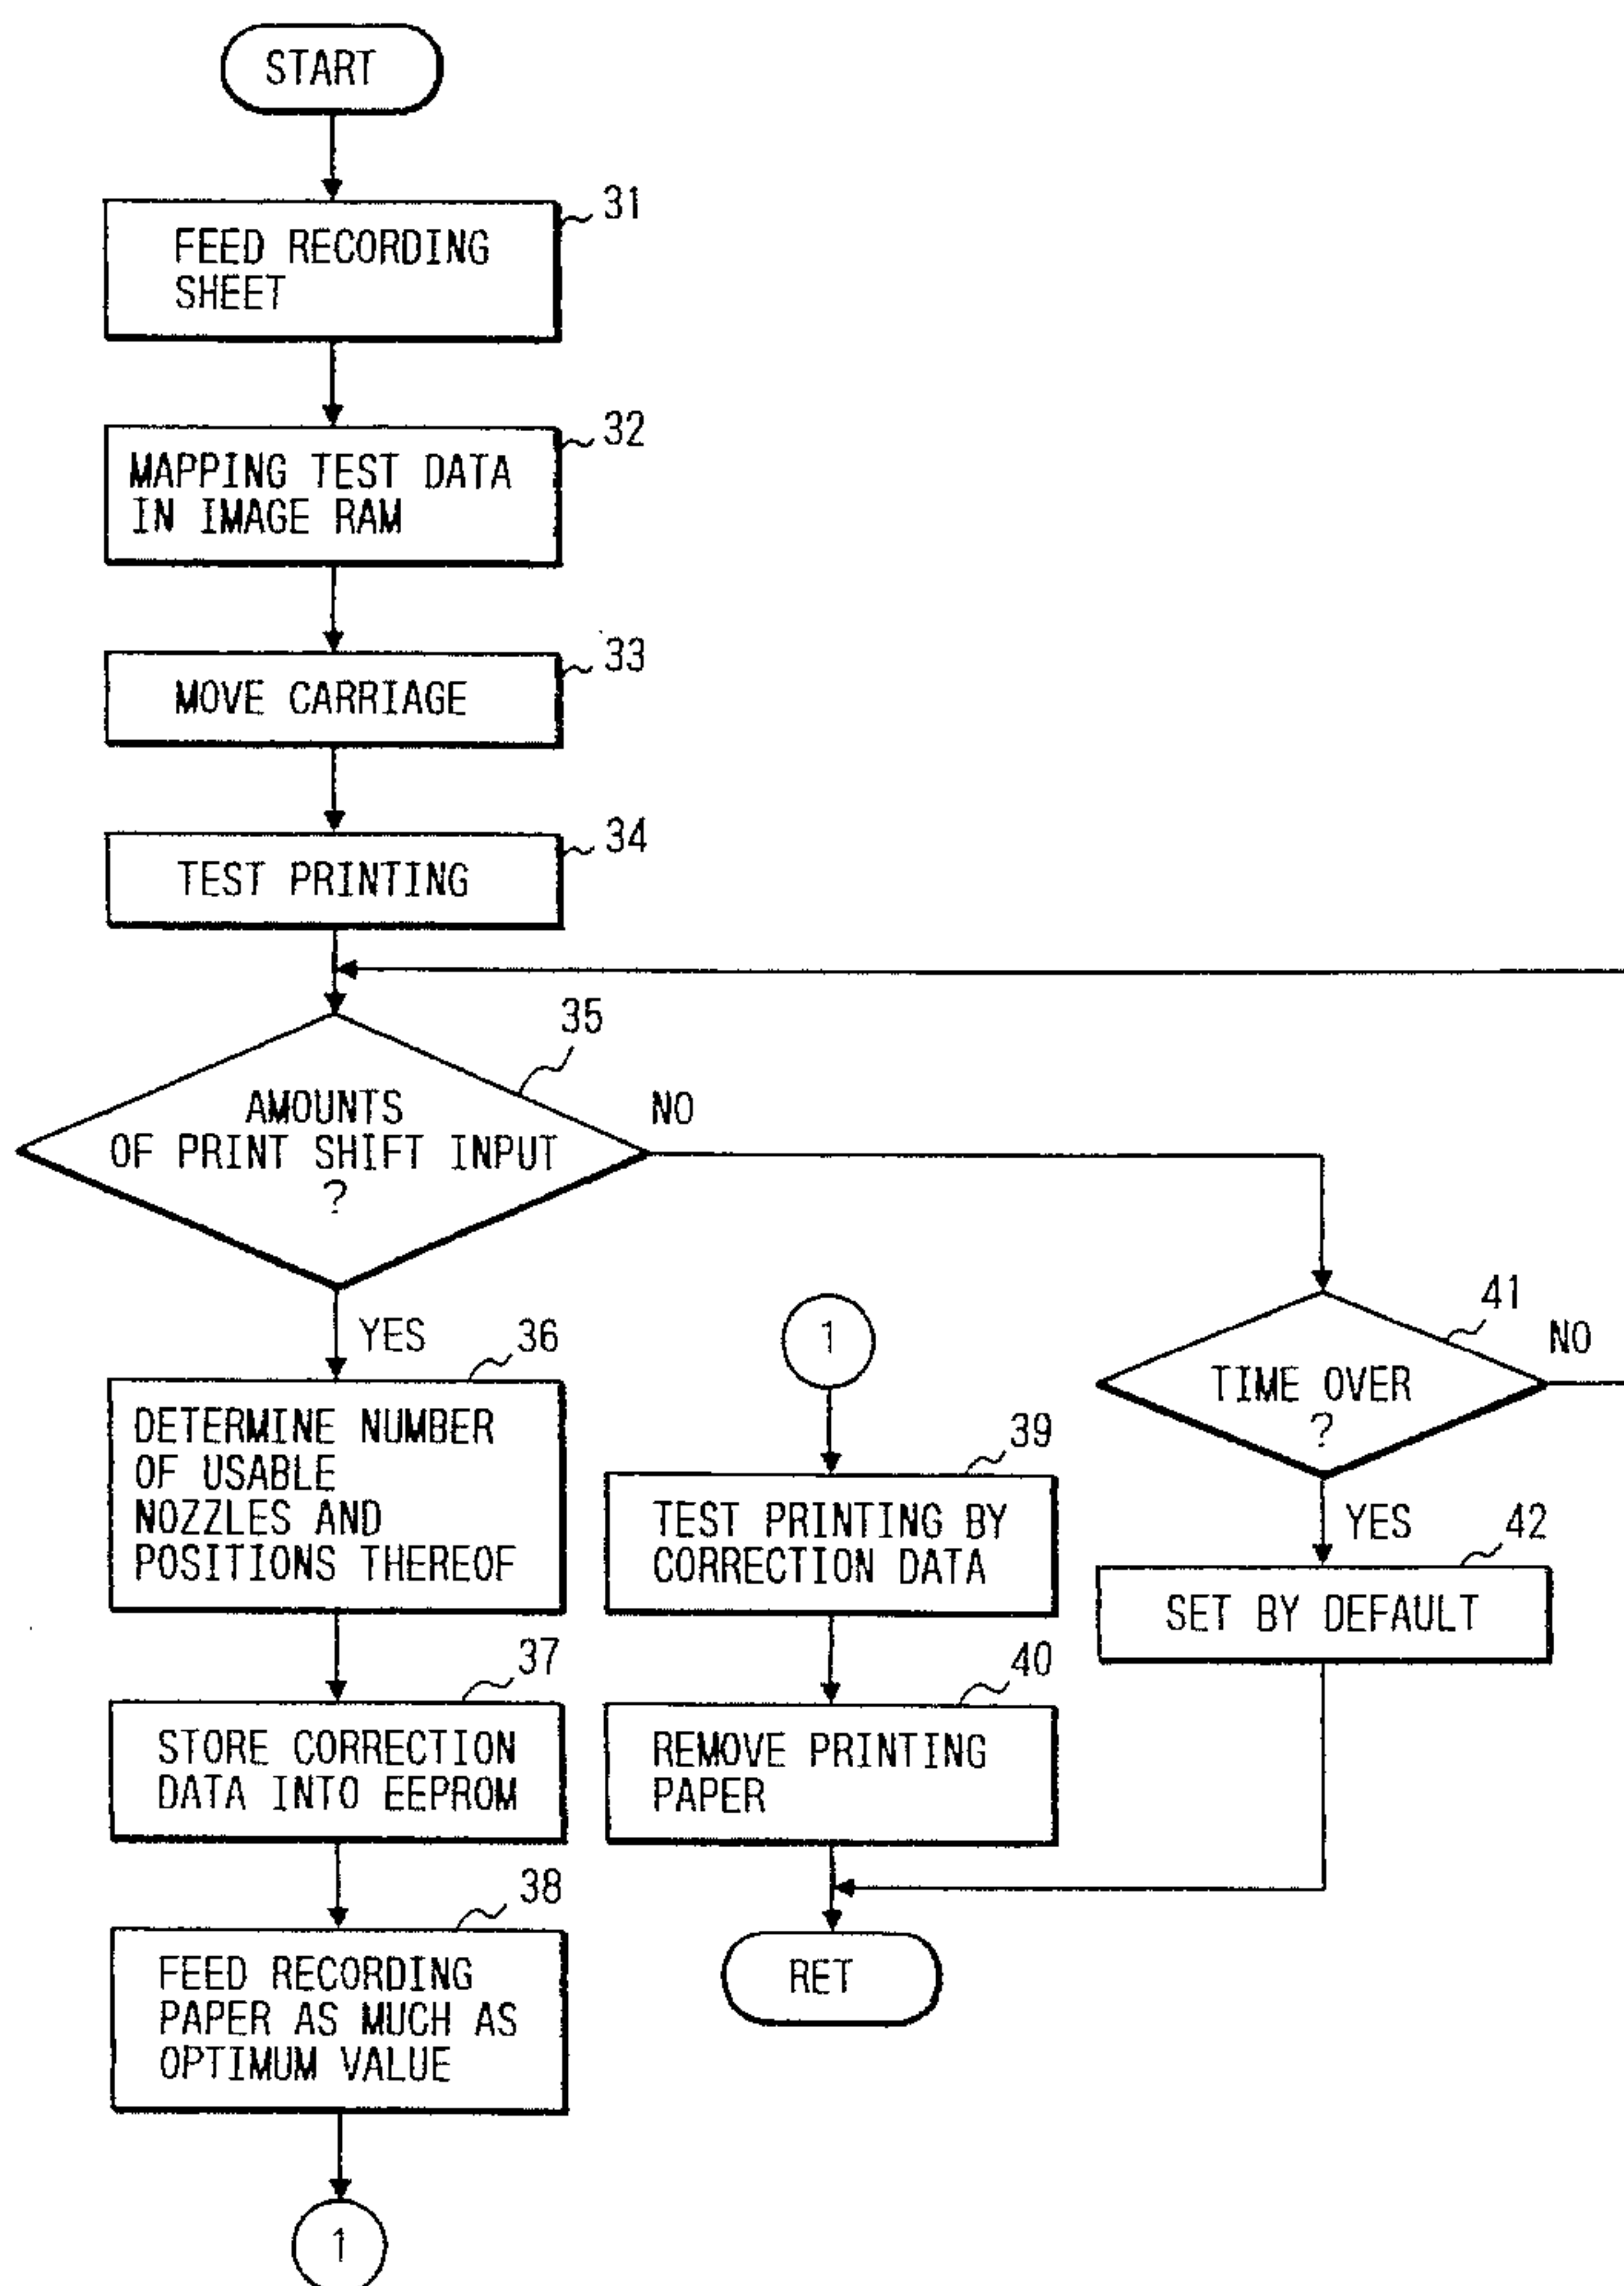 START
31
FEED RECORDING
SHEET
32
MAPPING TEST DATA
IN IMAGE RAM
33
MOVE CARRIAGE
34
TEST PRINTING
35
AMOUNTS
OF PRINT SHIFT INPUT
?
NO
YES
36
DETERMINE NUMBER
OF USABLE
NOZZLES AND
POSITIONS THEREOF
37
STORE CORRECTION
DATA INTO EEPROM
38
FEED RECORDING
PAPER AS MUCH AS
OPTIMUM VALUE
1
1
39
TEST PRINTING BY
CORRECTION DATA
40
REMOVE PRINTING
PAPER
RET
41
TIME OVER
?
NO
YES
42
SET BY DEFAULT